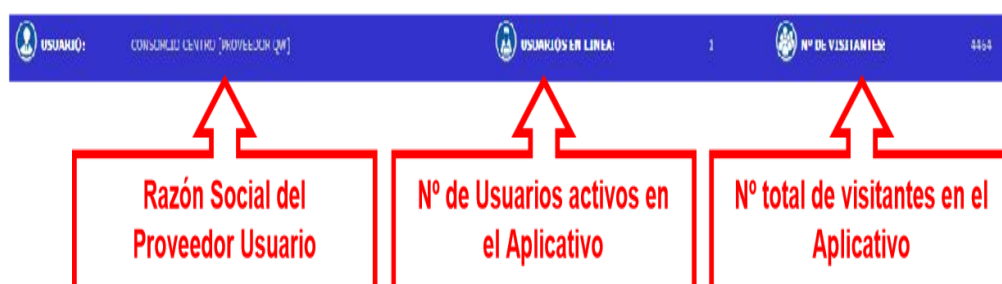 USUARIO: CONSORCIO CENTRO [PROVEEDOR QW] USUARIOS EN LINEA: 1 Nº DE VISITANTES: 4464
Razón Social del
Proveedor Usuario
Nº de Usuarios activos en
el Aplicativo
Nº total de visitantes en el
Aplicativo